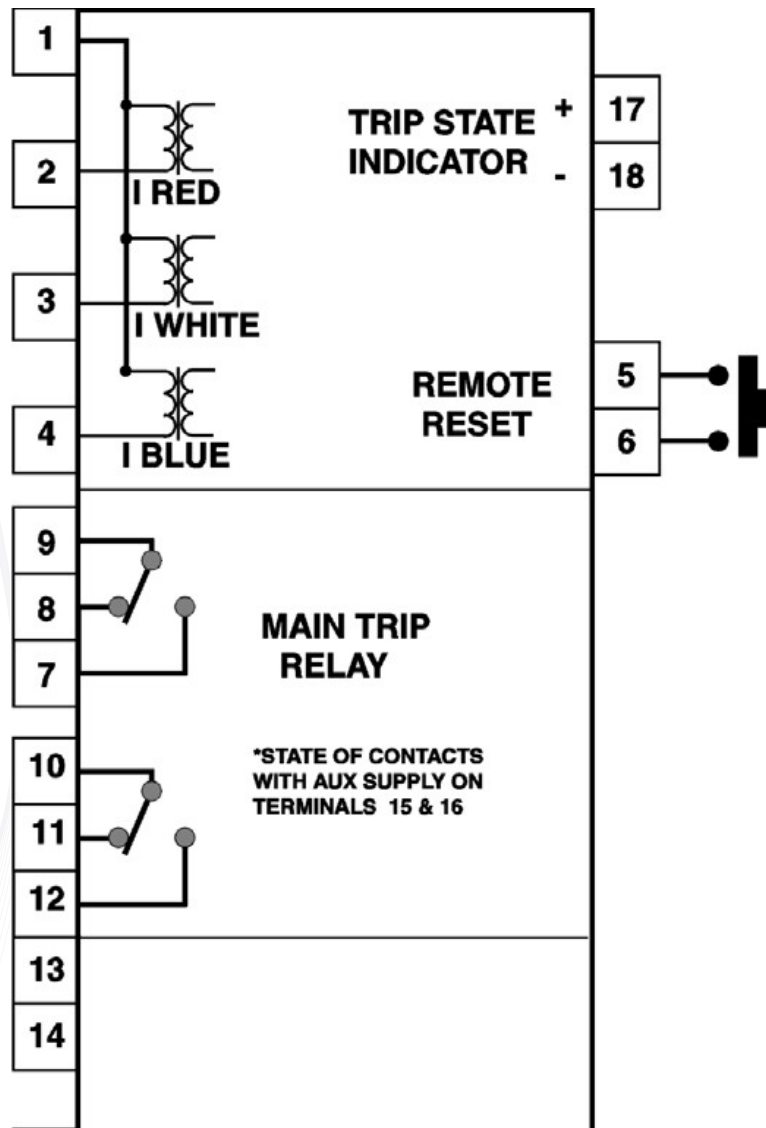 1
2
3
4
I RED
I WHITE
I BLUE
TRIP STATE
INDICATOR
+
-
17
18
REMOTE
RESET
5
6
9
8
7
MAIN TRIP
RELAY
10
11
12
*STATE OF CONTACTS
WITH AUX SUPPLY ON
TERMINALS 15 & 16
13
14